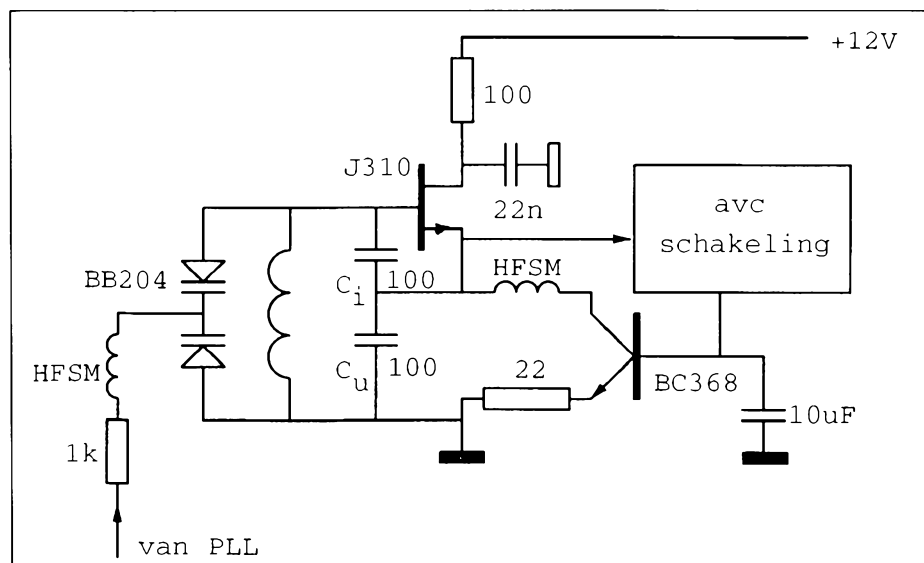 +12V
100
J310
22n
avc
schakeling
BB204
HFSM
Ci
100
HFSM
Cu
100
22
BC368
10uF
1k
van PLL